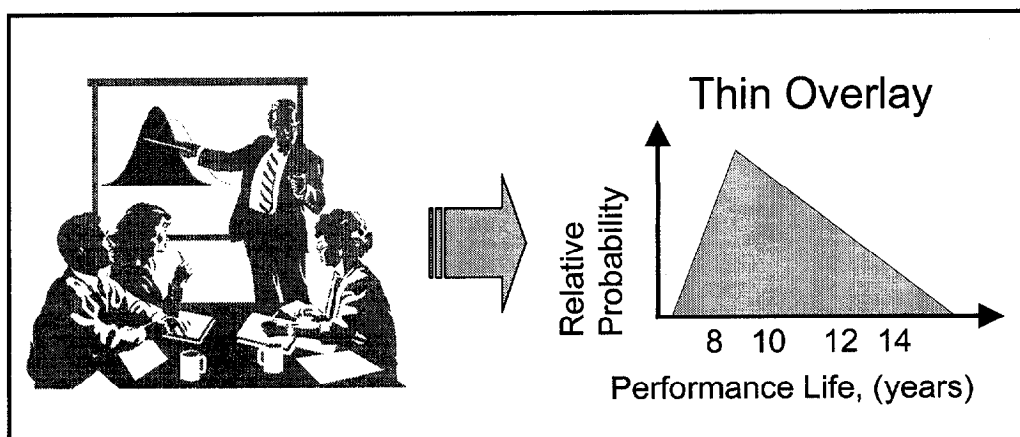 Thin Overlay
Relative
Probability
8 10 12 14
Performance Life, (years)